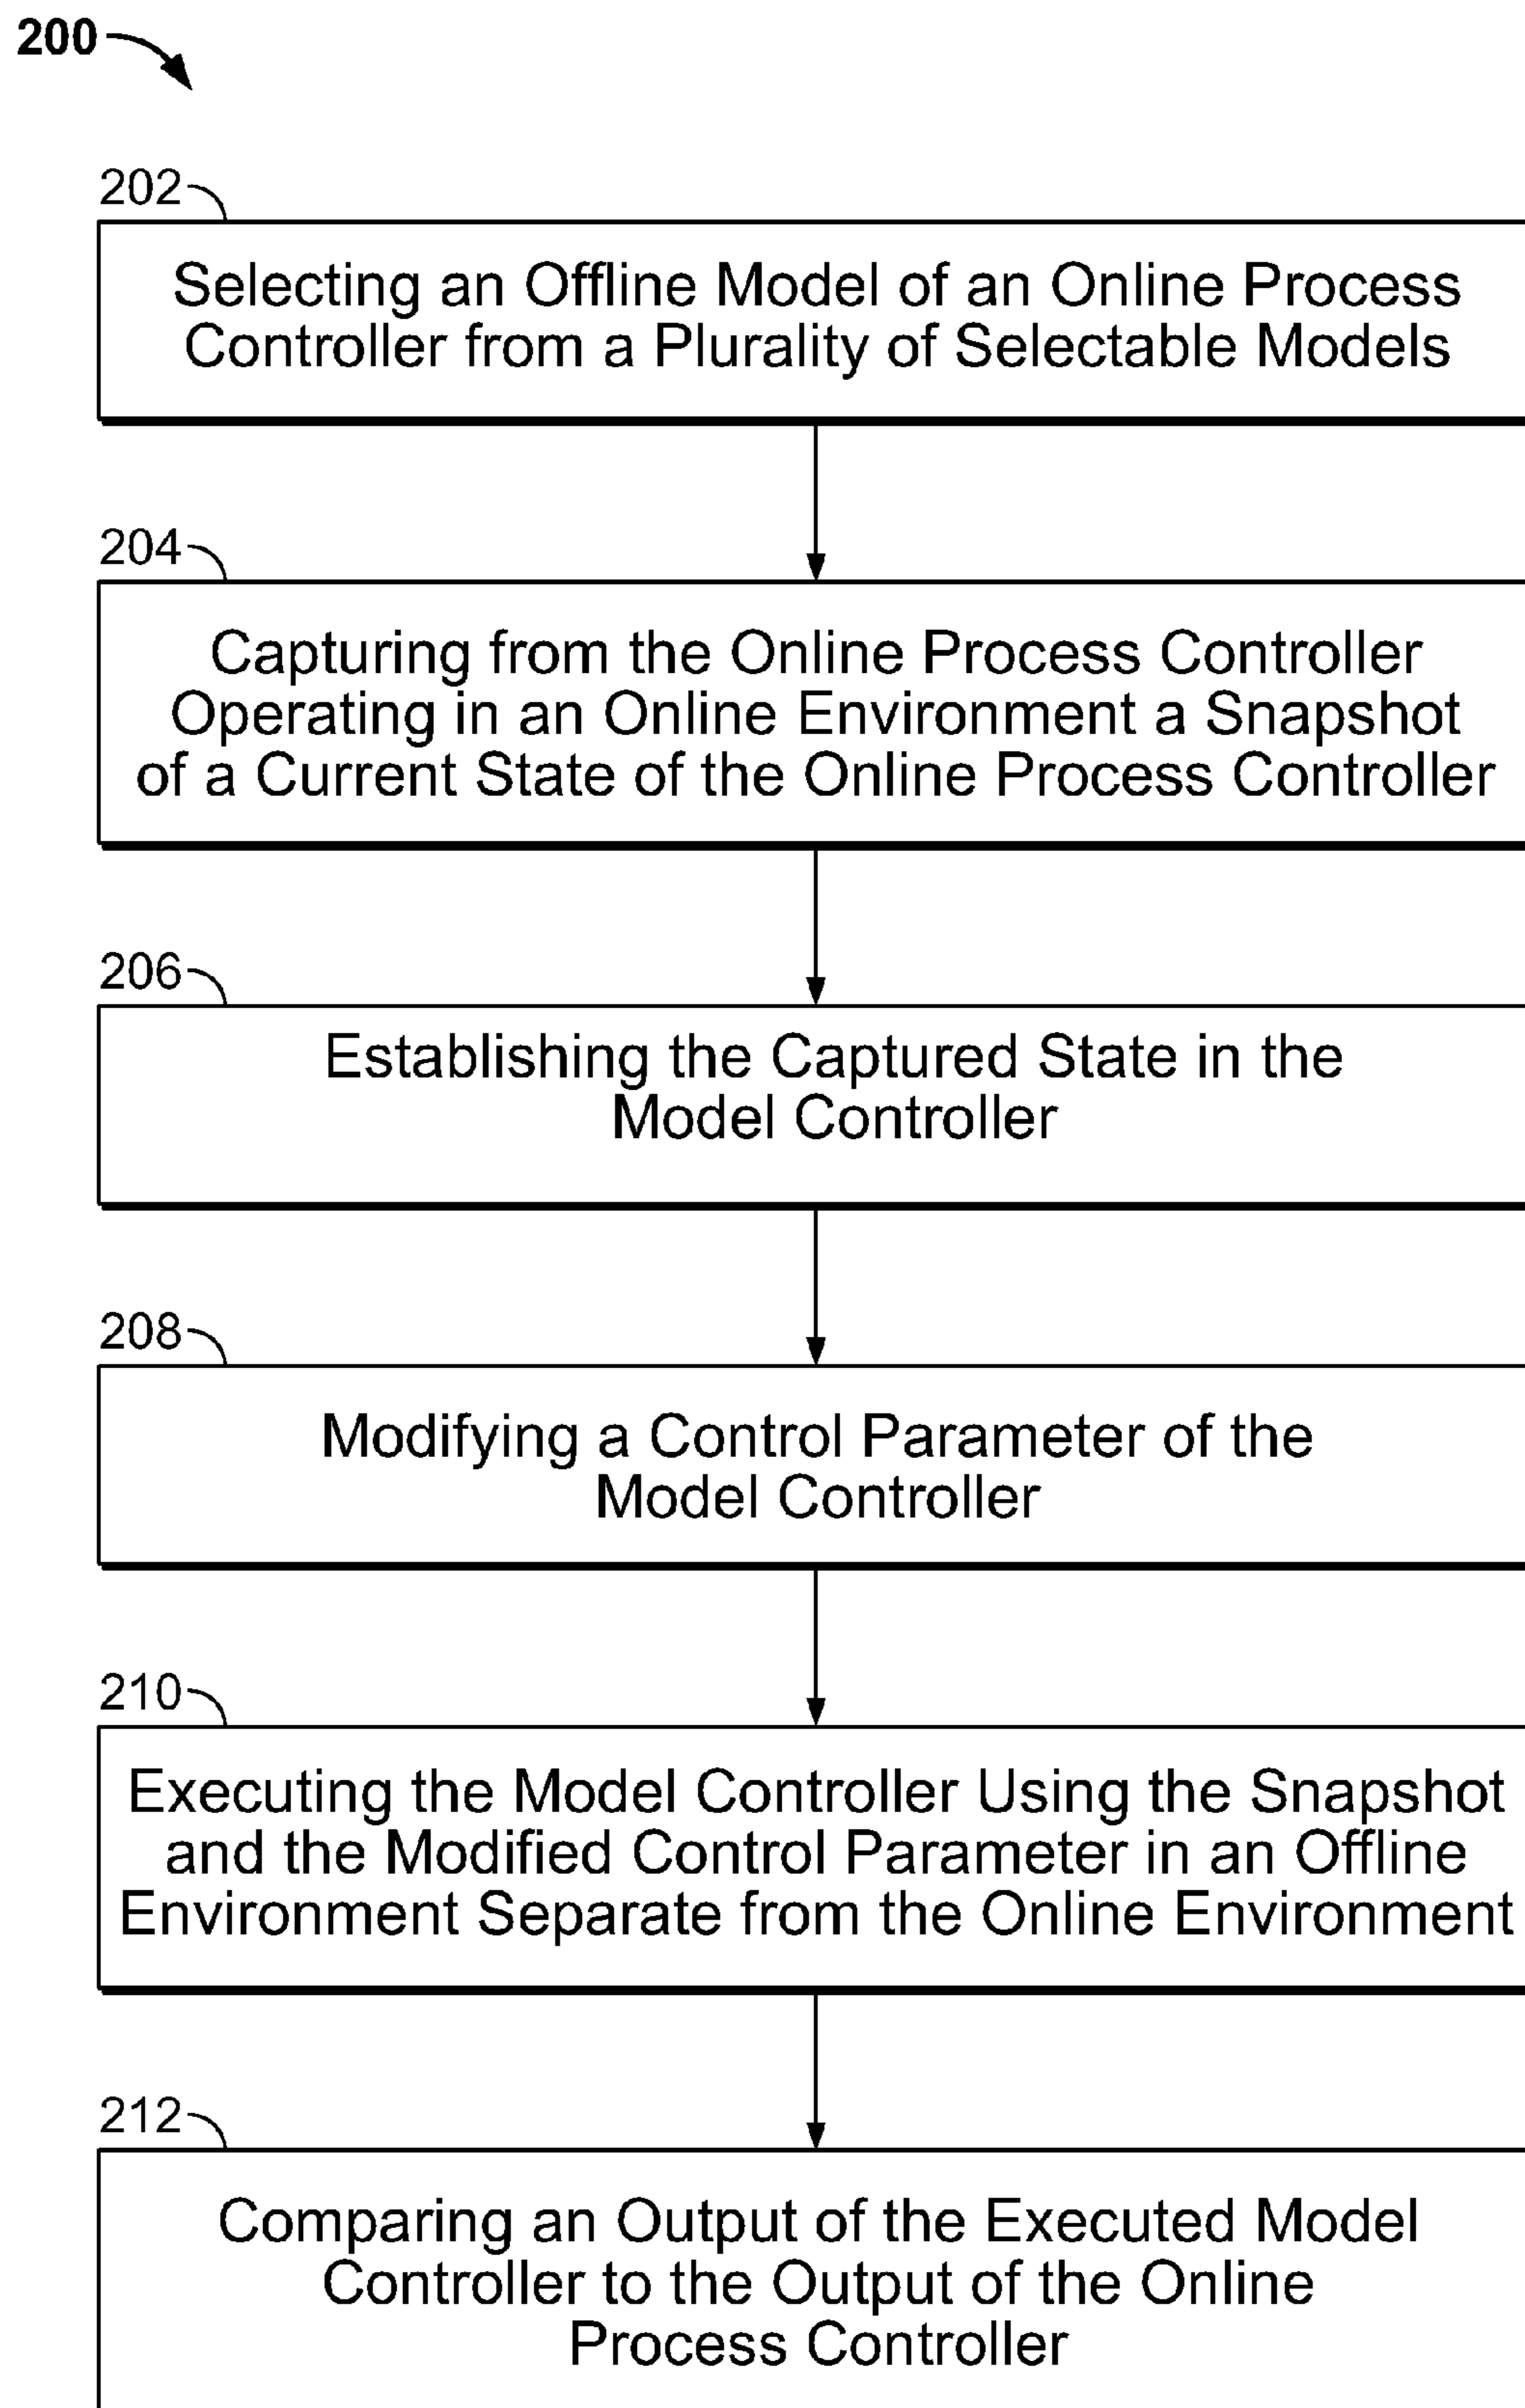 200
202
Selecting an Offline Model of an Online Process
Controller from a Plurality of Selectable Models
204
Capturing from the Online Process Controller
Operating in an Online Environment a Snapshot
of a Current State of the Online Process Controller
206
Establishing the Captured State in the
Model Controller
208
Modifying a Control Parameter of the
Model Controller
210
Executing the Model Controller Using the Snapshot
and the Modified Control Parameter in an Offline
Environment Separate from the Online Environment
212
Comparing an Output of the Executed Model
Controller to the Output of the Online
Process Controller